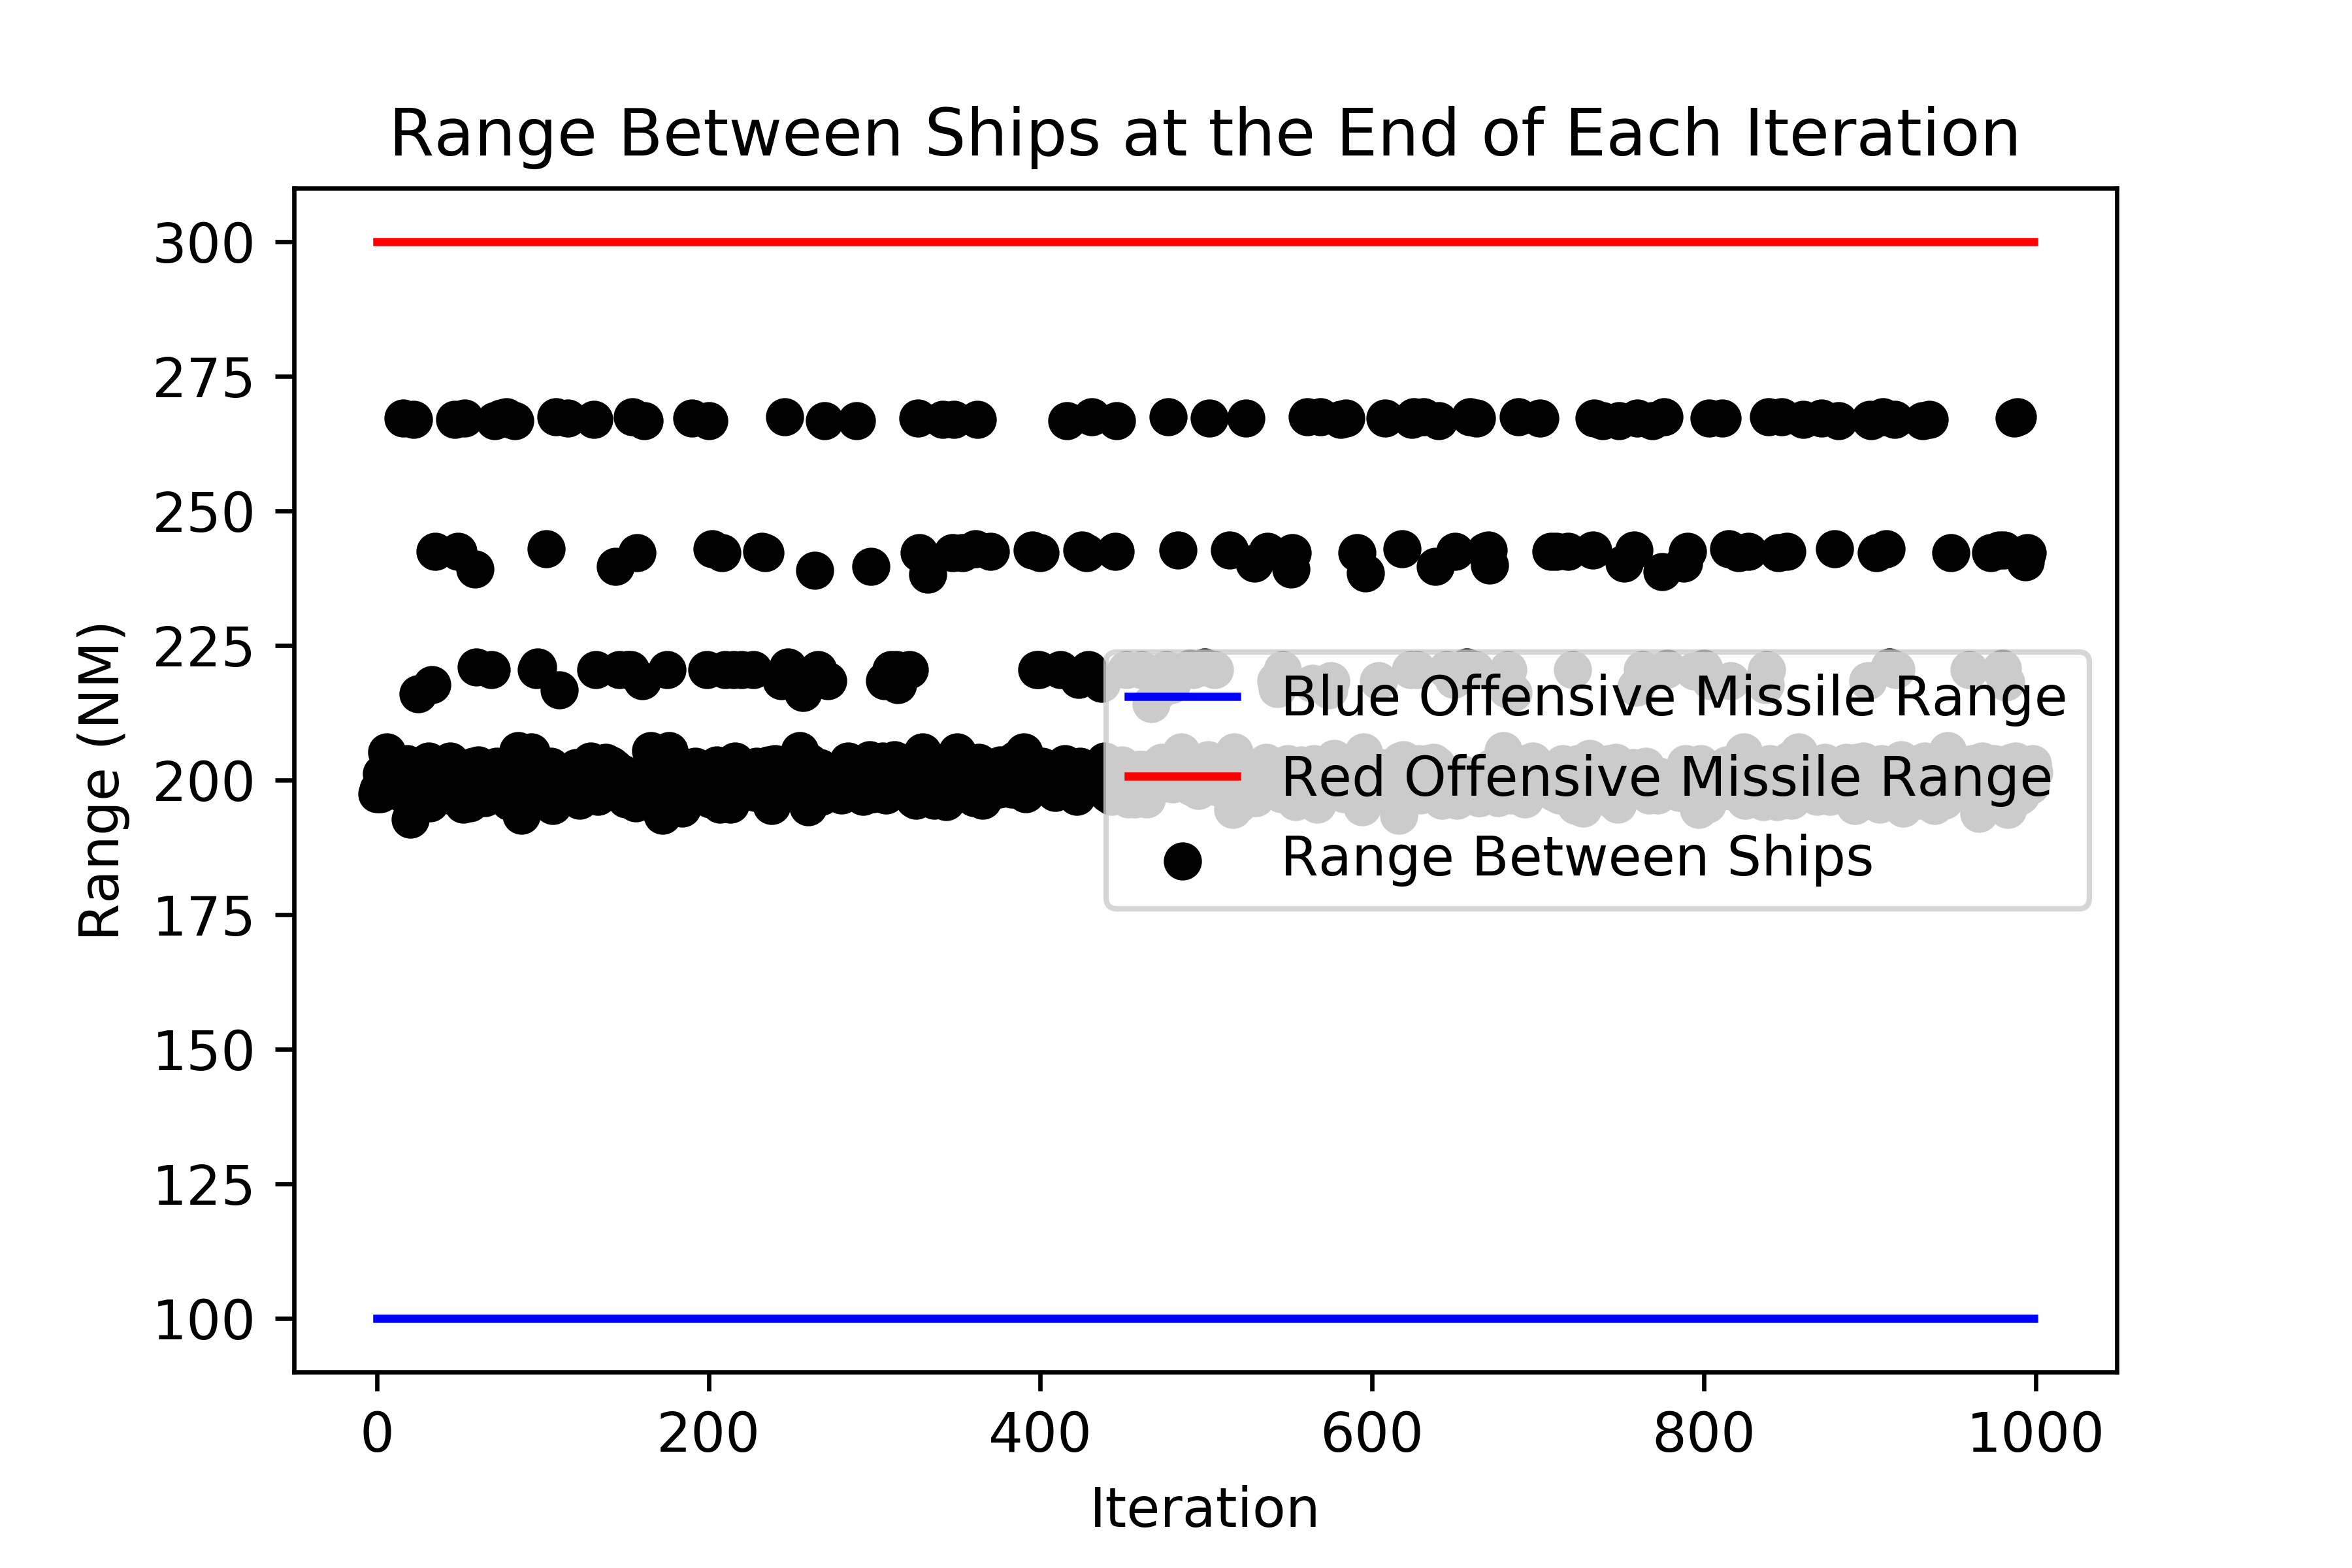 Range Between Ships at the End of Each Iteration
300
275
250
225
200
175
150
125
100
Range (NM)
Blue Offensive Missile Range
Red Offensive Missile Range
Range Between Ships
0 200 400 600 800 1000
Iteration